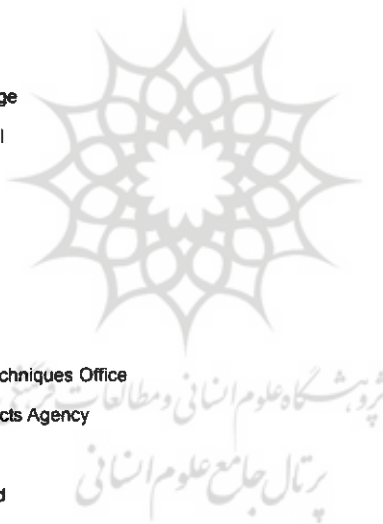 ge
l
chniques Office
پژوهشگاه علوم انسانی و مطالعات فرهنگی
cts Agency
پرتال جامع علوم انسانی
d